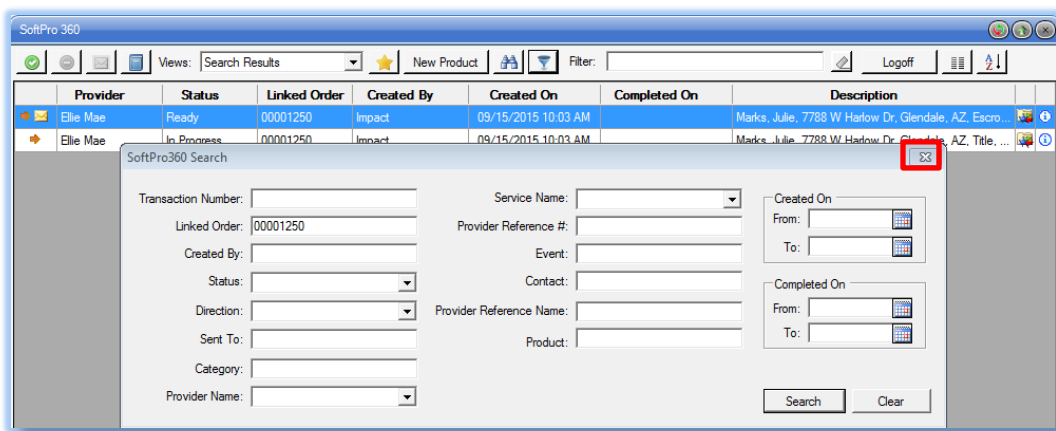 SoftPro 360
Views: Search Results New Product Filter: Logoff
Provider Status Linked Order Created By Created On Completed On Description
Ellie Mae Ready 00001250 Impact 09/15/2015 10:03 AM Marks, Julie, 7788 W Harlow Dr, Glendale, AZ, Escro...
Ellie Mae In Progress 00001250 Impact 09/15/2015 10:03 AM Marks, Julie, 7788 W Harlow Dr, Glendale, AZ, Title, ...
SoftPro360 Search
Transaction Number: Service Name: Created On
Linked Order: 00001250 Provider Reference #: From:
Created By: Event: To:
Status: Contact: Completed On
Direction: Provider Reference Name: From:
Sent To: Product: To:
Category:
Provider Name: Search Clear